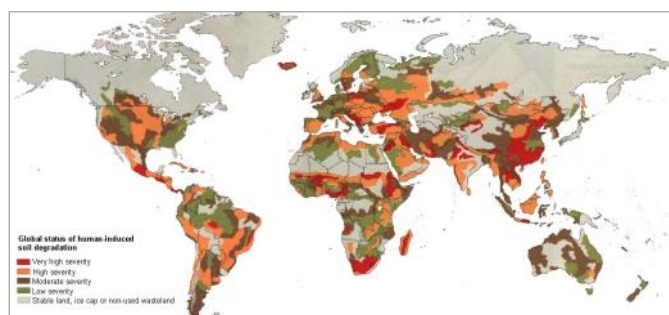 Global status of human-induced
soil degradation
Very high severity
High severity
Moderate severity
Low severity
Stable land, ice cap or non-used wasteland